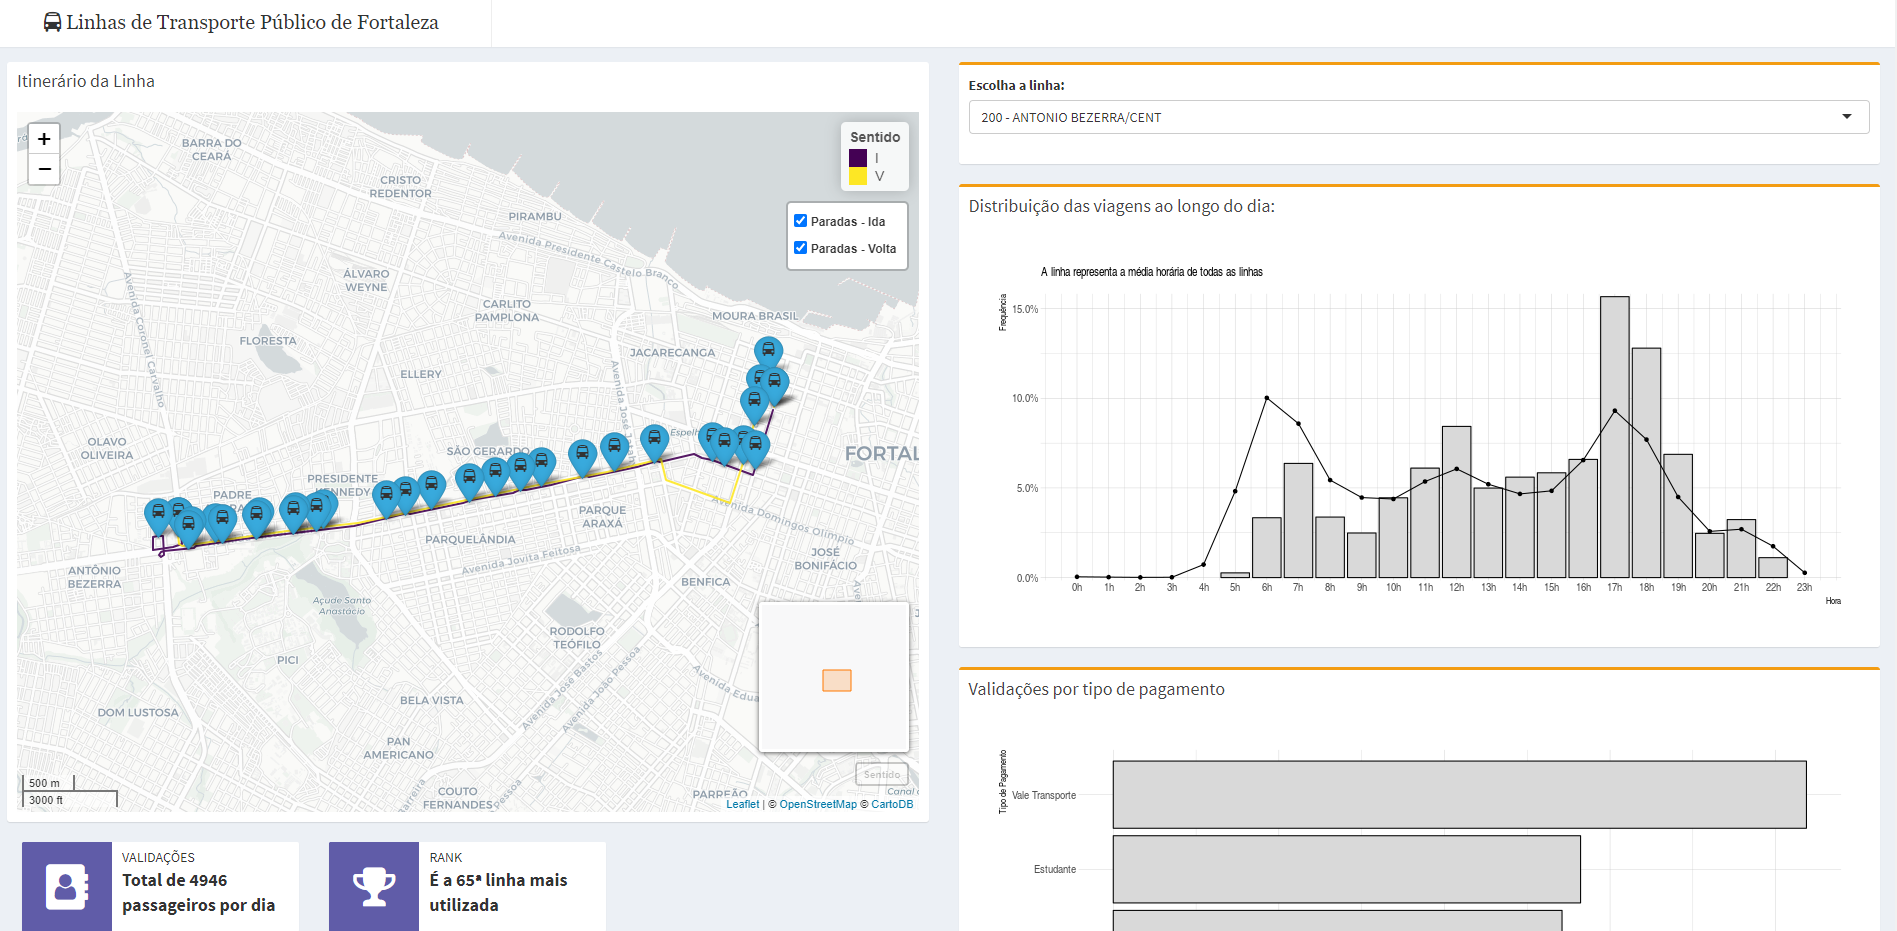 Linhas de Transporte Público de Fortaleza
Itinerário da Linha
+
−
BARRA DO
CEARÁ
CRISTO
REDENTOR
PIRAMBU
Avenida Presidente Castelo Branco
ÁLVARO
WEYNE
CARLITO
PAMPLONA
MOURA BRASIL
FLORESTA
JACARECANGA
ELLERY
Avenida Coronel Carvalho
OLAVO
OLIVEIRA
SÃO GERARDO
FORTAL
PRESIDENTE
KENNEDY
PADRE
PARQUE
ARAXÁ
Avenida Domingos Olímpio
PARQUELÂNDIA
Avenida Jovita Feitosa
JOSÉ
BONIFÁCIO
ANTÔNIO
BEZERRA
BENFICA
Açude Santo
Anastácio
RODOLFO
TEÓFILO
PICI
Avenida José Bastos
Avenida João Pessoa
Avenida Edua
BELA VISTA
DOM LUSTOSA
PAN
AMERICANO
COUTO
FERNANDES
PARREÃO
Canal
Sentido
I
V
Paradas - Ida
Paradas - Volta
Sentido
500 m
3000 ft
Leaflet | © OpenStreetMap © CartoDB
VALIDAÇÕES
Total de 4946
passageiros por dia
RANK
É a 65ª linha mais
utilizada
Escolha a linha:
200 - ANTONIO BEZERRA/CENT
Distribuição das viagens ao longo do dia:
A linha representa a média horária de todas as linhas
Frequência
15.0%
10.0%
5.0%
0.0%
0h 1h 2h 3h 4h 5h 6h 7h 8h 9h 10h 11h 12h 13h 14h 15h 16h 17h 18h 19h 20h 21h 22h 23h
Hora
Validações por tipo de pagamento
Tipo de Pagamento
Vale Transporte
Estudante